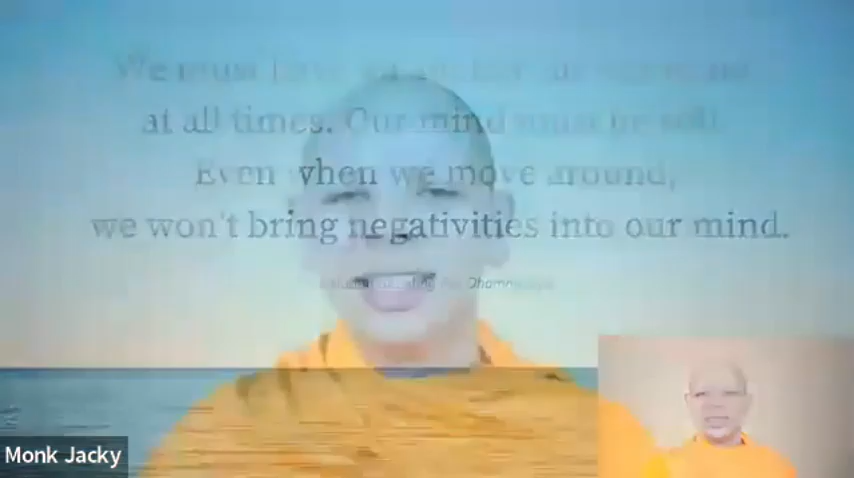 We must
at all times. Our mind must be still
Even when we move around,
we won't bring negativities into our mind.
Monk Jacky